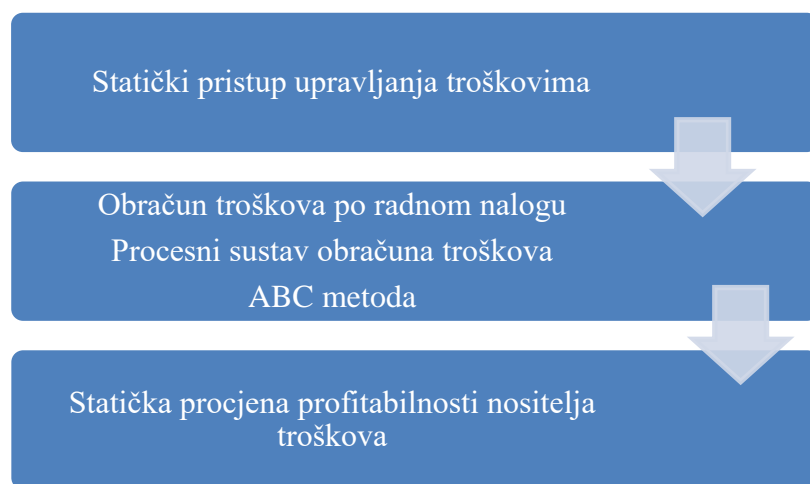 Statički pristup upravljanja troškovima
Obračun troškova po radnom nalogu
Procesni sustav obračuna troškova
ABC metoda
Statička procjena profitabilnosti nositelja
troškova